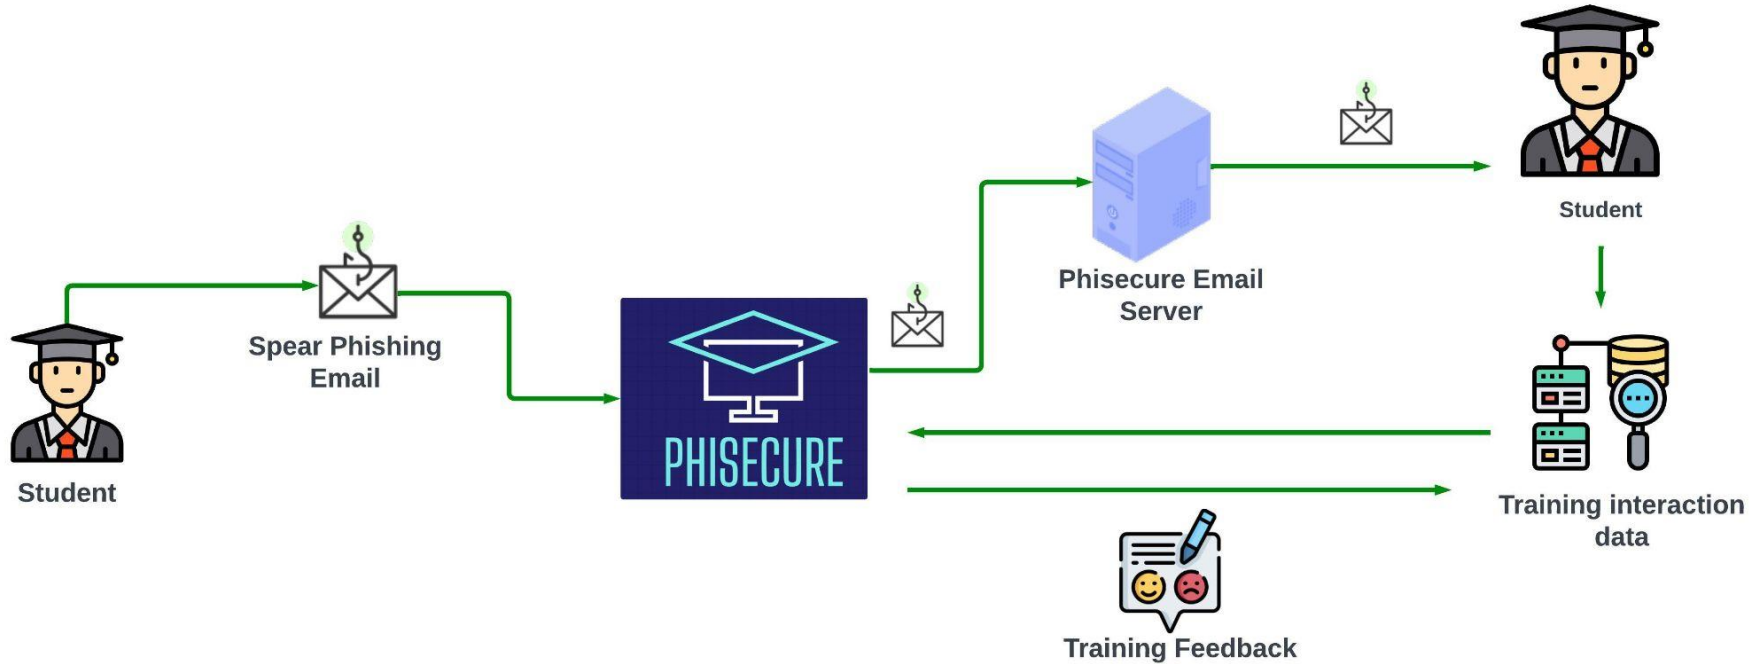 Student
Spear Phishing
Email
PHISECURE
Phisecure Email
Server
Student
Training interaction
data
Training Feedback